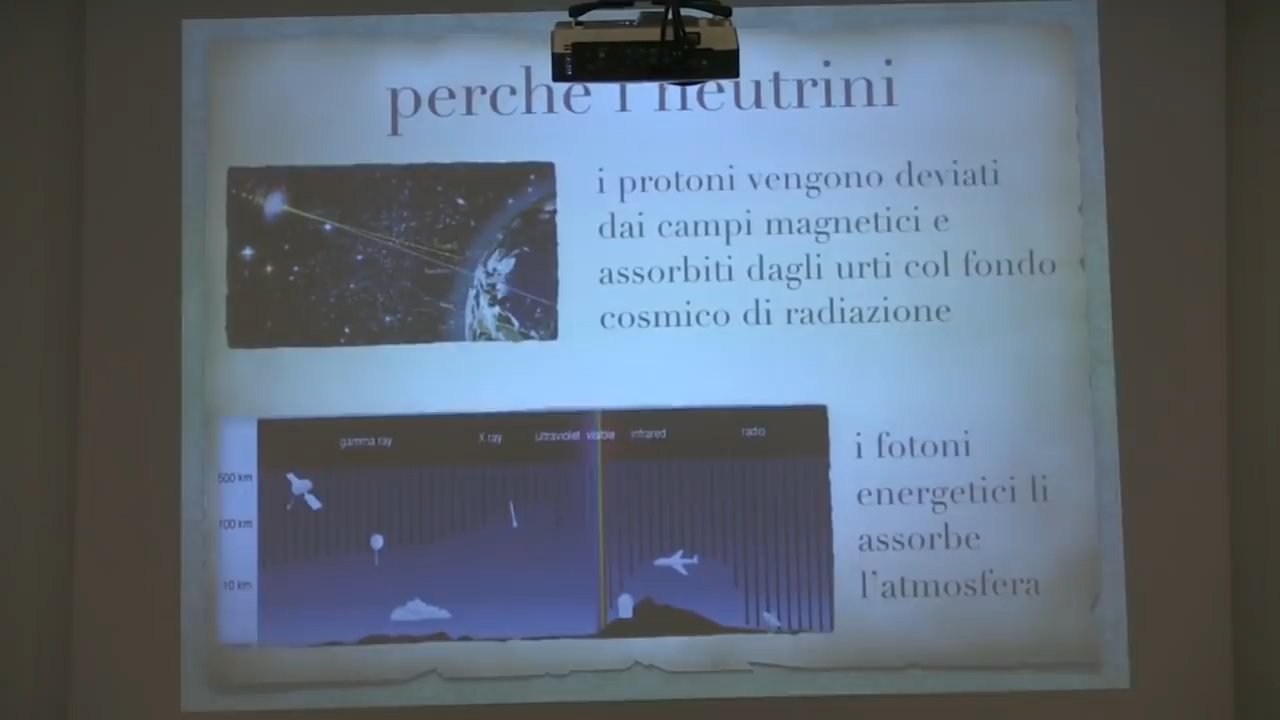 perche i neutrini
i protoni vengono deviati
dai campi magnetici e
assorbiti dagli urti col fondo
cosmico di radiazione
gamma ray X ray ultraviolet visible infrared radio
500 km
100 km
10 km
i fotoni
energetici li
assorbe
l'atmosfera